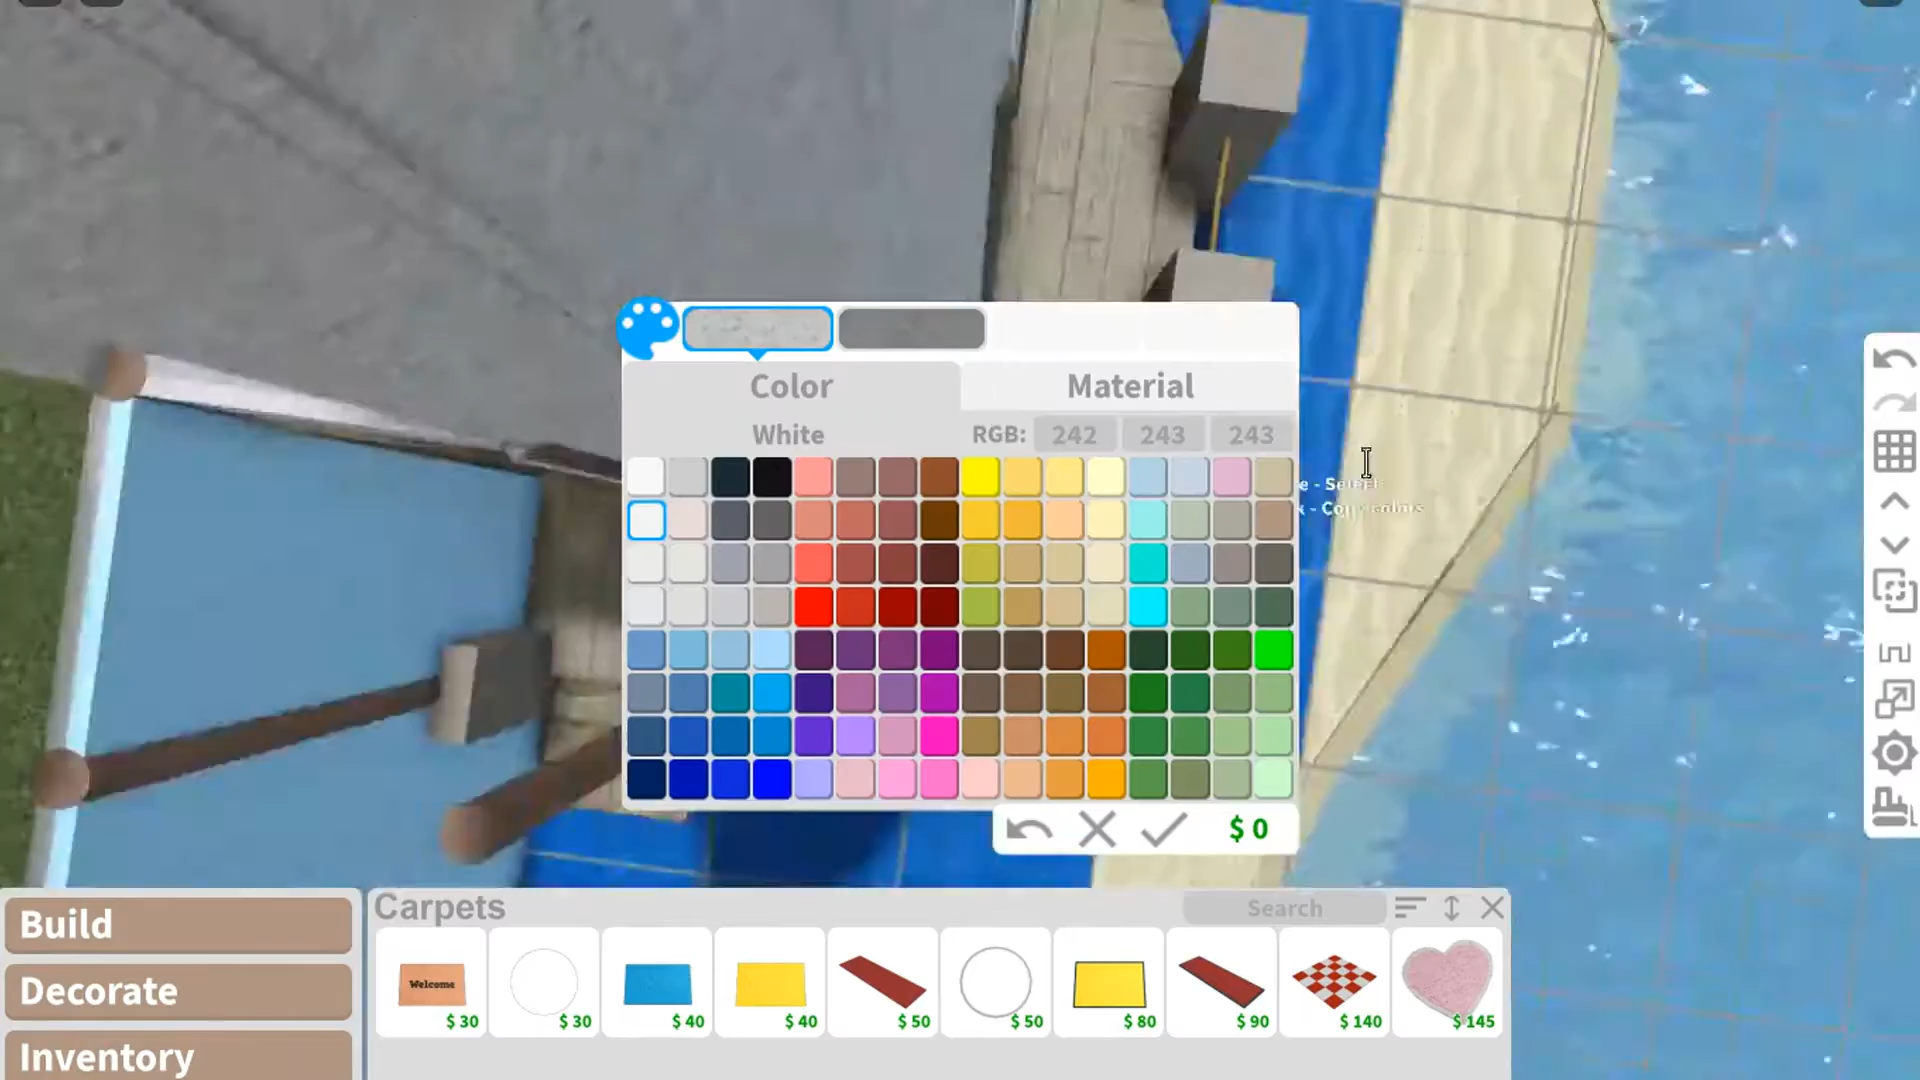 Color
Material
White
RGB:
242
243
243
$ 0
Build
Decorate
Inventory
Carpets
Search
Welcome
$ 30
$ 30
$ 40
$ 40
$ 50
$ 50
$ 80
$ 90
$ 140
$ 145